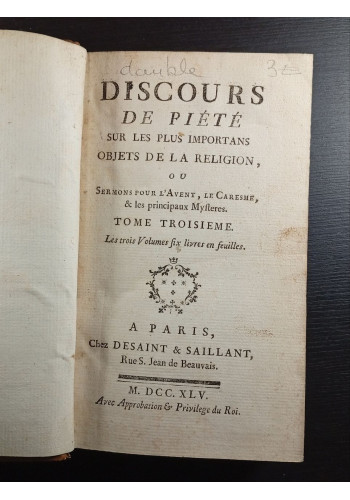 double 3
DISCOURS
DE PIÉTÉ
SUR LES PLUS IMPORTANS
OBJETS DE LA RELIGION,
OU
SERMONS POUR L'AVENT, LE CARESME,
& les principaux Mysteres.
TOME TROISIEME.
Les trois Volumes six livres en feuilles.
A PARIS,
Chez DESAINT & SAILLANT,
Rue S. Jean de Beauvais.
M. DCC. XLV.
Avec Approbation & Privilege du Roi.